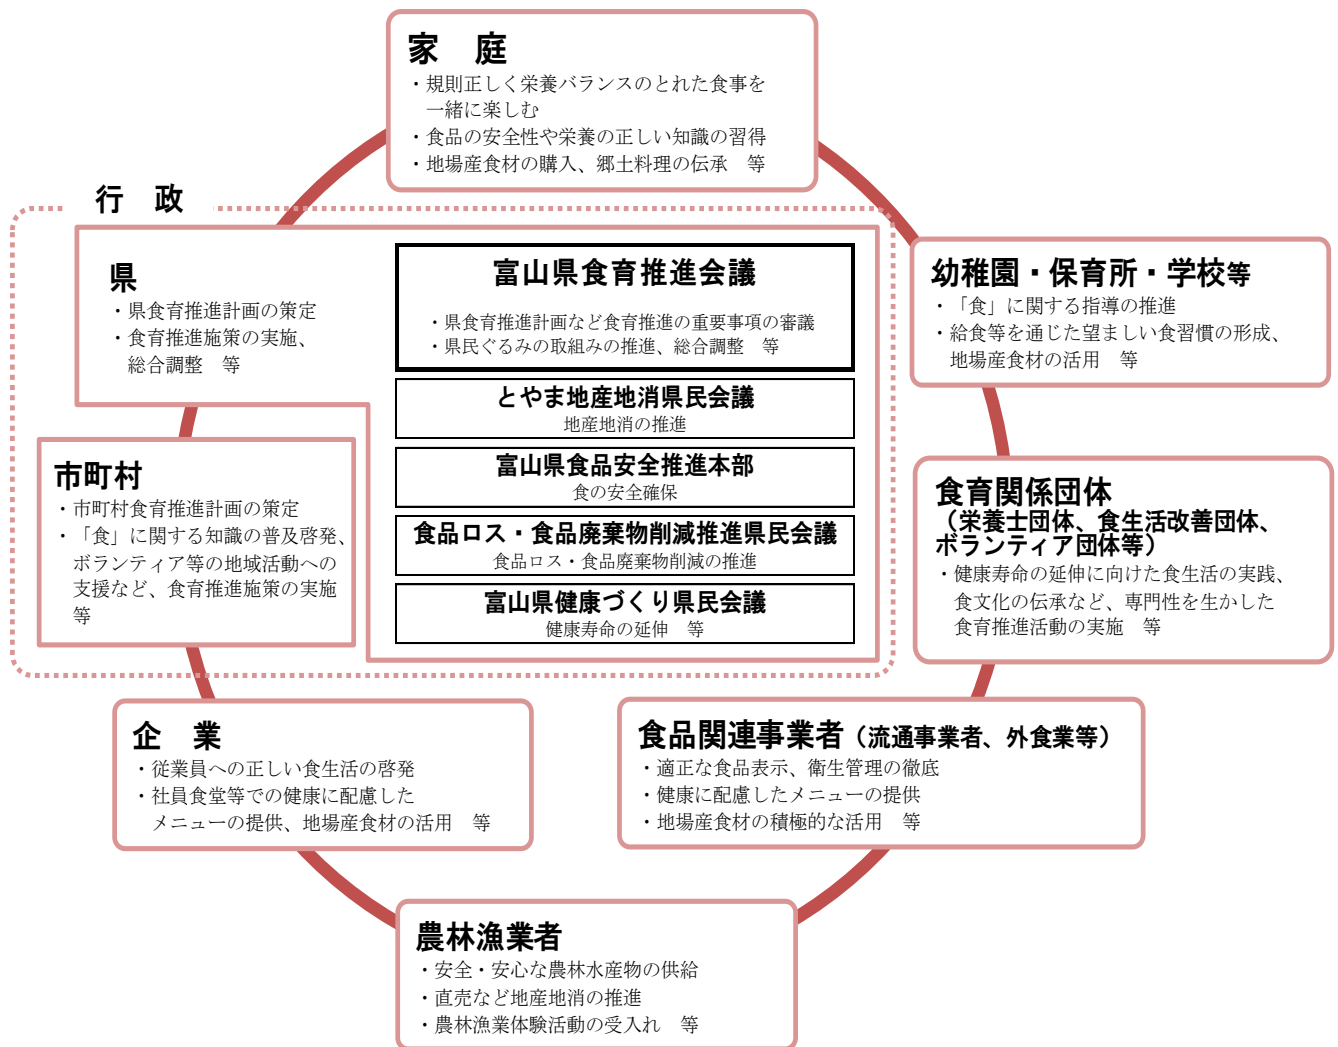 家　庭
・規則正しく栄養バランスのとれた食事を
一緒に楽しむ
・食品の安全性や栄養の正しい知識の習得
・地場産食材の購入、郷土料理の伝承　等
行　政
県
・県食育推進計画の策定
・食育推進施策の実施、
総合調整　等
富山県食育推進会議
・県食育推進計画など食育推進の重要事項の審議
・県民ぐるみの取組みの推進、総合調整　等
とやま地産地消県民会議
地産地消の推進
富山県食品安全推進本部
食の安全確保
食品ロス・食品廃棄物削減推進県民会議
食品ロス・食品廃棄物削減の推進
富山県健康づくり県民会議
健康寿命の延伸　等
市町村
・市町村食育推進計画の策定
・「食」に関する知識の普及啓発、
ボランティア等の地域活動への
支援など、食育推進施策の実施
等
幼稚園・保育所・学校等
・「食」に関する指導の推進
・給食等を通じた望ましい食習慣の形成、
地場産食材の活用　等
食育関係団体
（栄養士団体、食生活改善団体、
ボランティア団体等）
・健康寿命の延伸に向けた食生活の実践、
食文化の伝承など、専門性を生かした
食育推進活動の実施　等
企　業
・従業員への正しい食生活の啓発
・社員食堂等での健康に配慮した
メニューの提供、地場産食材の活用　等
食品関連事業者（流通事業者、外食業等）
・適正な食品表示、衛生管理の徹底
・健康に配慮したメニューの提供
・地場産食材の積極的な活用　等
農林漁業者
・安全・安心な農林水産物の供給
・直売など地産地消の推進
・農林漁業体験活動の受入れ　等